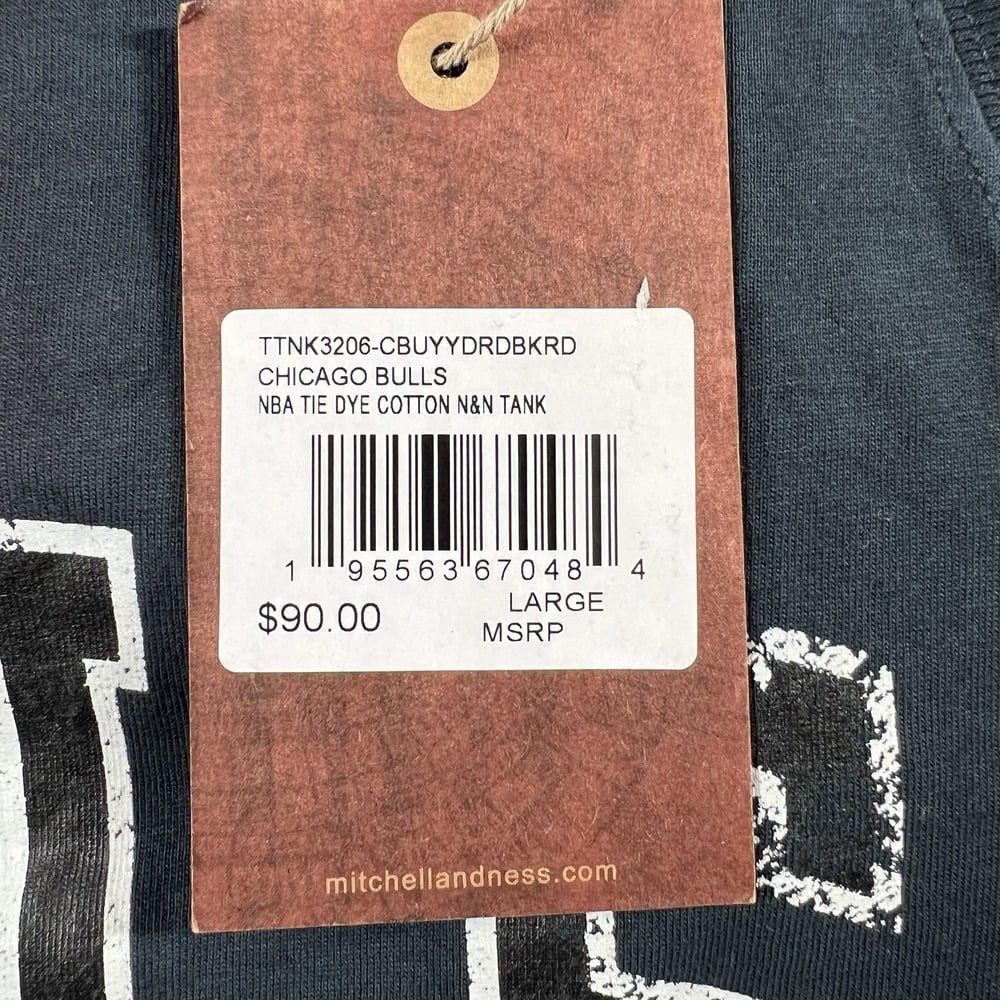 TTNK3206-CBUYYDRDBKRD
CHICAGO BULLS
NBA TIE DYE COTTON N&N TANK
1 95563 67048 4
$90.00
LARGE
MSRP
mitchellandness.com